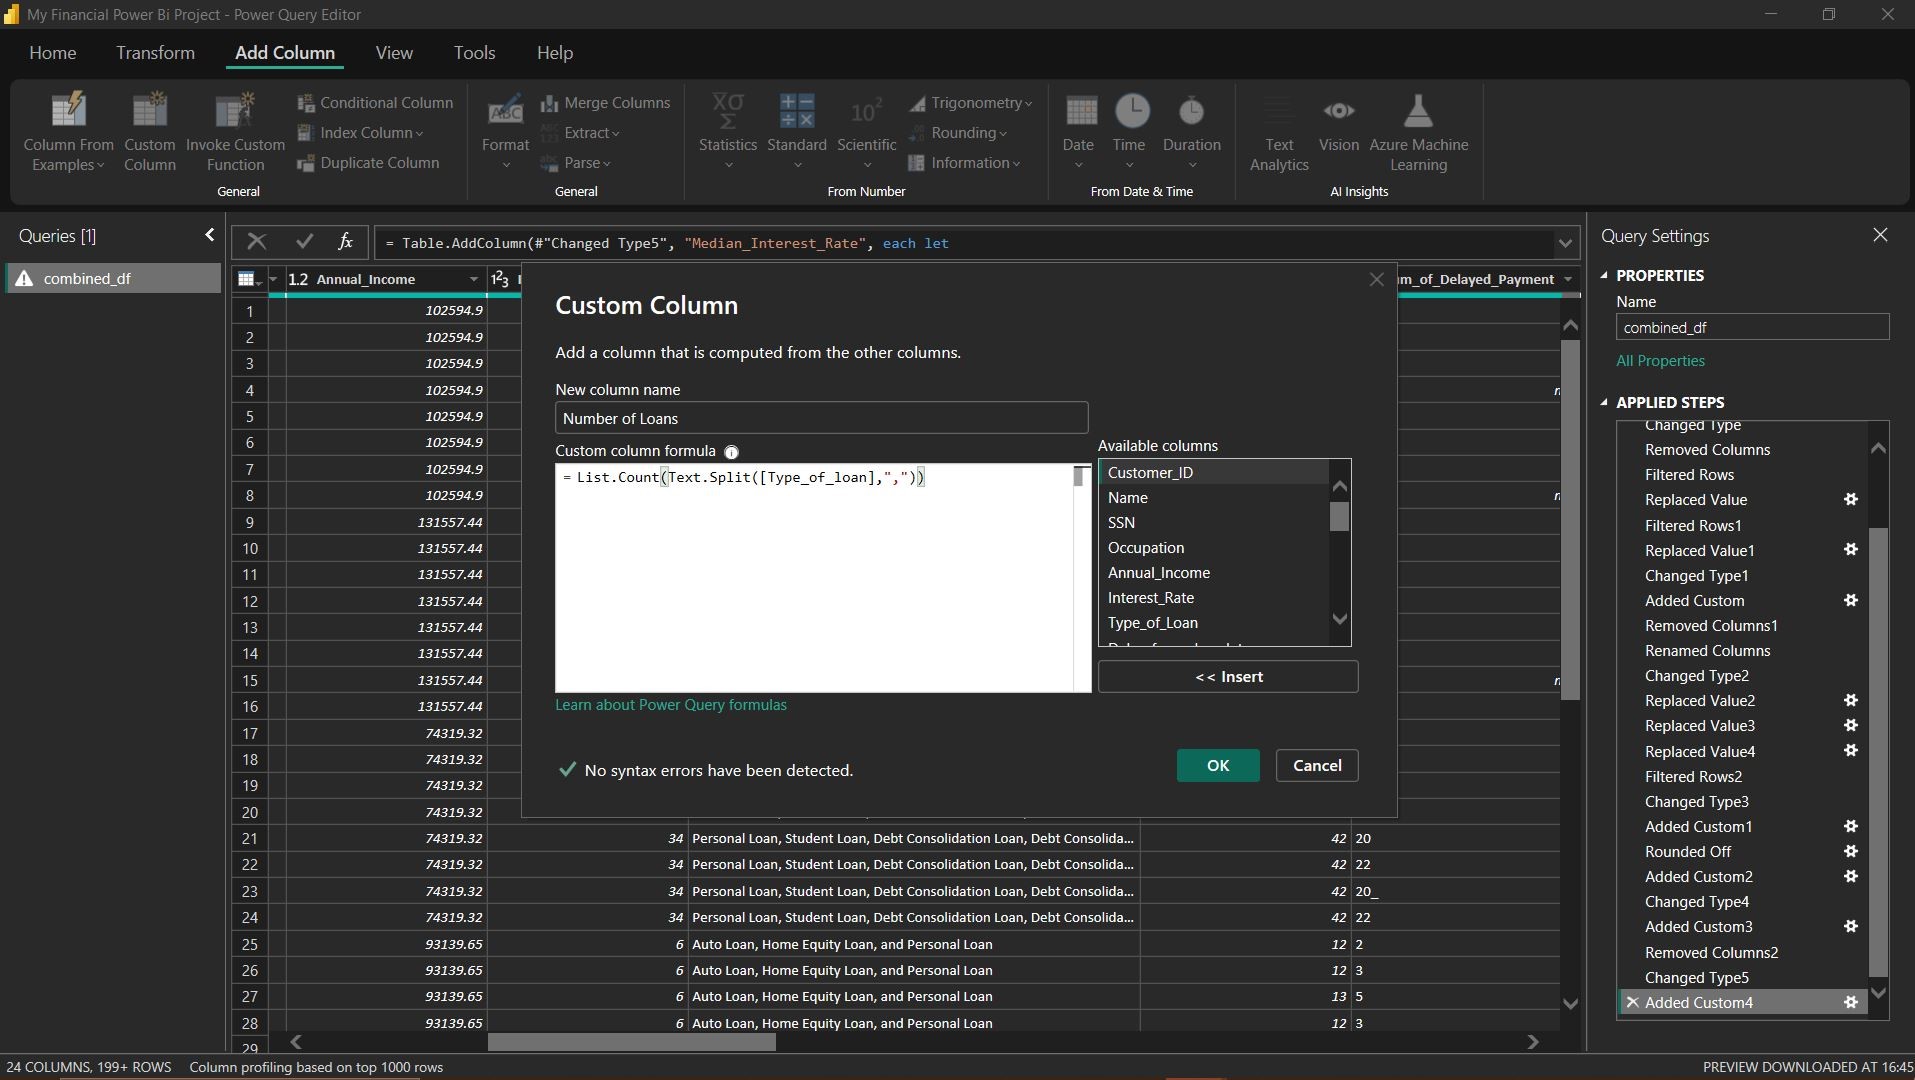 My Financial Power Bi Project - Power Query Editor
Home Transform Add Column View Tools Help
Column From Examples
Custom Column
Invoke Custom Function
Conditional Column
Index Column
Duplicate Column
General
Format
Merge Columns
Extract
Parse
General
Statistics
Standard
Scientific
Trigonometry
Rounding
Information
From Number
Date
Time
Duration
From Date & Time
Text Analytics
Vision
Azure Machine Learning
AI Insights
Queries [1]
combined_df
fx
= Table.AddColumn(#"Changed Type5", "Median_Interest_Rate", each let
1.2 Annual_Income
1 102594.9
2 102594.9
3 102594.9
4 102594.9
5 102594.9
6 102594.9
7 102594.9
8 102594.9
9 131557.44
10 131557.44
11 131557.44
12 131557.44
13 131557.44
14 131557.44
15 131557.44
16 131557.44
17 74319.32
18 74319.32
19 74319.32
20 74319.32
21 74319.32 34 Personal Loan, Student Loan, Debt Consolidation Loan, Debt Consolida... 42 20
22 74319.32 34 Personal Loan, Student Loan, Debt Consolidation Loan, Debt Consolida... 42 22
23 74319.32 34 Personal Loan, Student Loan, Debt Consolidation Loan, Debt Consolida... 42 20_
24 74319.32 34 Personal Loan, Student Loan, Debt Consolidation Loan, Debt Consolida... 42 22
25 93139.65 6 Auto Loan, Home Equity Loan, and Personal Loan 12 2
26 93139.65 6 Auto Loan, Home Equity Loan, and Personal Loan 12 3
27 93139.65 6 Auto Loan, Home Equity Loan, and Personal Loan 13 5
28 93139.65 6 Auto Loan, Home Equity Loan, and Personal Loan 12 3
29
Custom Column
Add a column that is computed from the other columns.
New column name
Number of Loans
Custom column formula
= List.Count(Text.Split([Type_of_loan],","))
Available columns
Customer_ID
Name
SSN
Occupation
Annual_Income
Interest_Rate
Type_of_Loan
<< Insert
Learn about Power Query formulas
No syntax errors have been detected.
OK
Cancel
m_of_Delayed_Payment
Query Settings
PROPERTIES
Name
combined_df
All Properties
APPLIED STEPS
Changed Type
Removed Columns
Filtered Rows
Replaced Value
Filtered Rows1
Replaced Value1
Changed Type1
Added Custom
Removed Columns1
Renamed Columns
Changed Type2
Replaced Value2
Replaced Value3
Replaced Value4
Filtered Rows2
Changed Type3
Added Custom1
Rounded Off
Added Custom2
Changed Type4
Added Custom3
Removed Columns2
Changed Type5
Added Custom4
24 COLUMNS, 199+ ROWS Column profiling based on top 1000 rows
PREVIEW DOWNLOADED AT 16:45